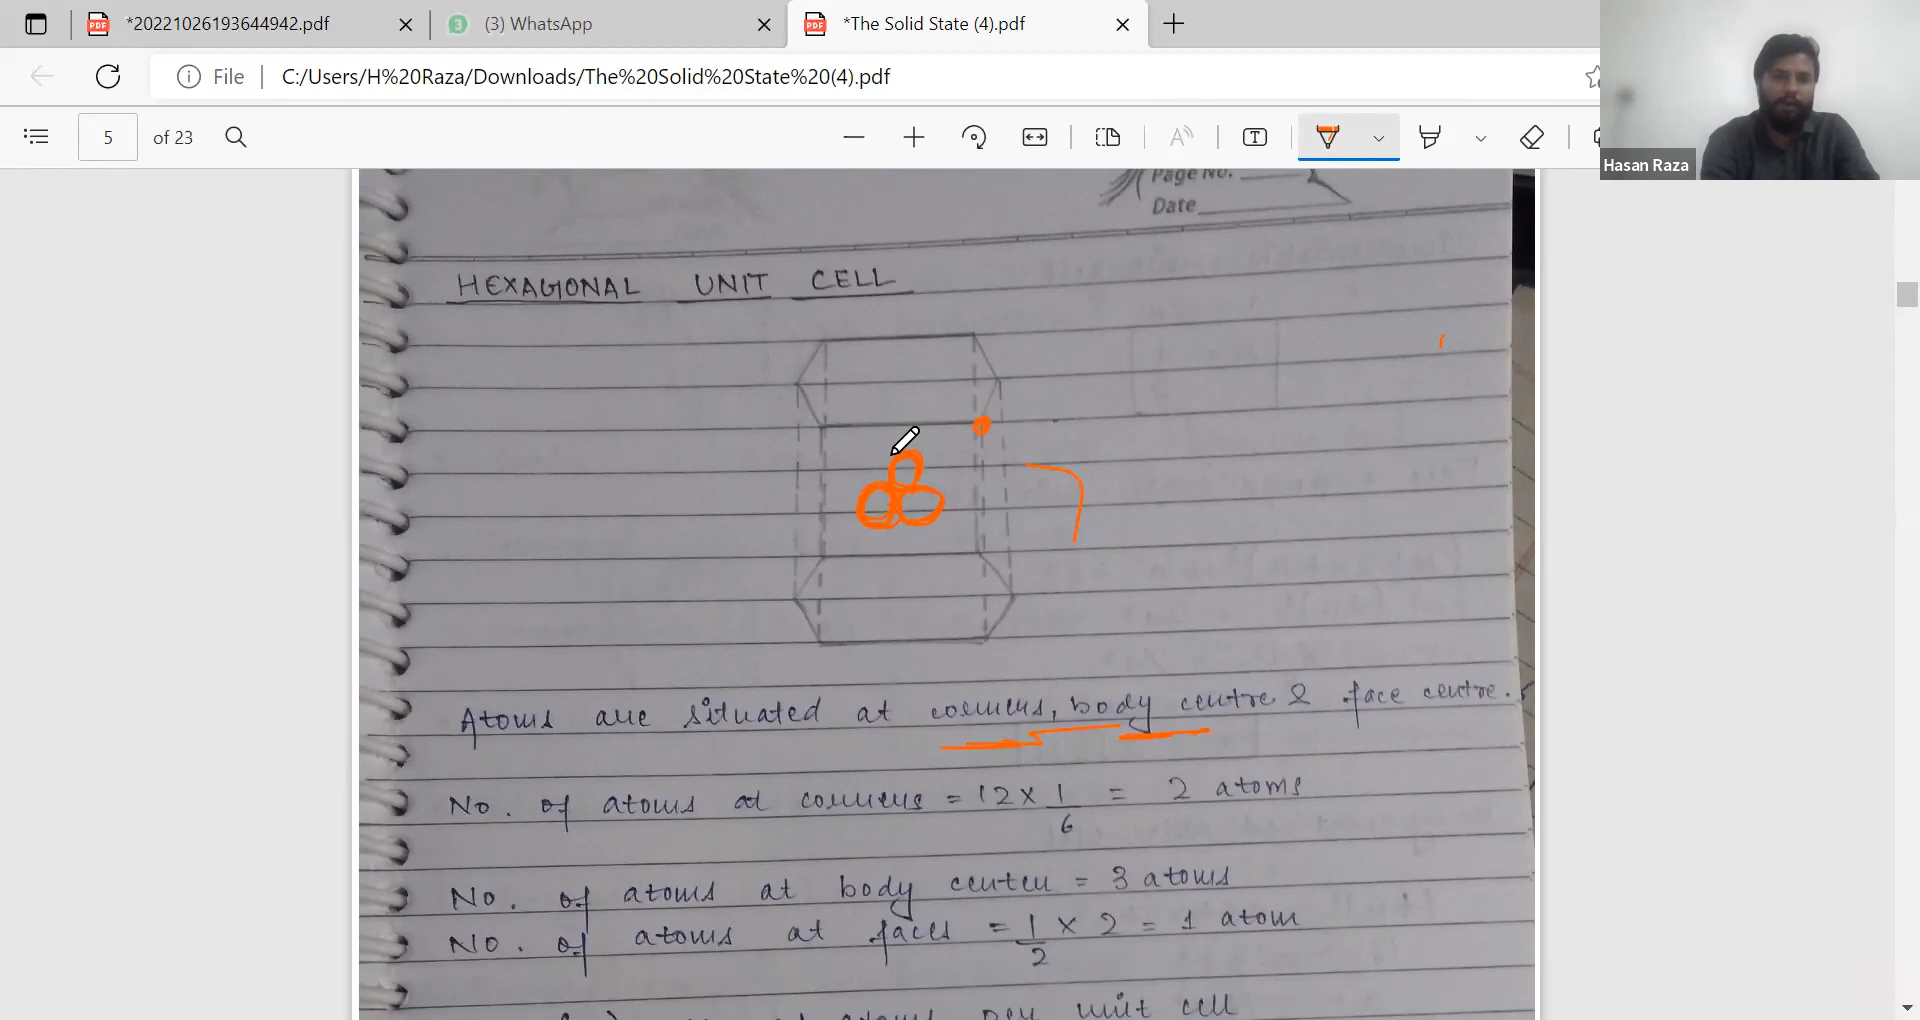 *20221026193644942.pdf
(3) WhatsApp
*The Solid State (4).pdf
File
C:/Users/H%20Raza/Downloads/The%20Solid%20State%20(4).pdf
5 of 23
Hasan Raza
Page No.
Date
HEXAGONAL UNIT CELL
Atoms are situated at corners, body centre & face centre.
No. of atoms at corners = 12 × 1/6 = 2 atoms
No. of atoms at body center = 3 atoms
No. of atoms at faces = 1/2 × 2 = 1 atom
atoms per unit cell